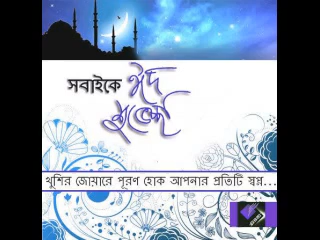 সবাইকে ঈদ
মুবারক
খুশির জোয়ারে পূরণ হোক আপনার প্রতিটি স্বপ্ন...